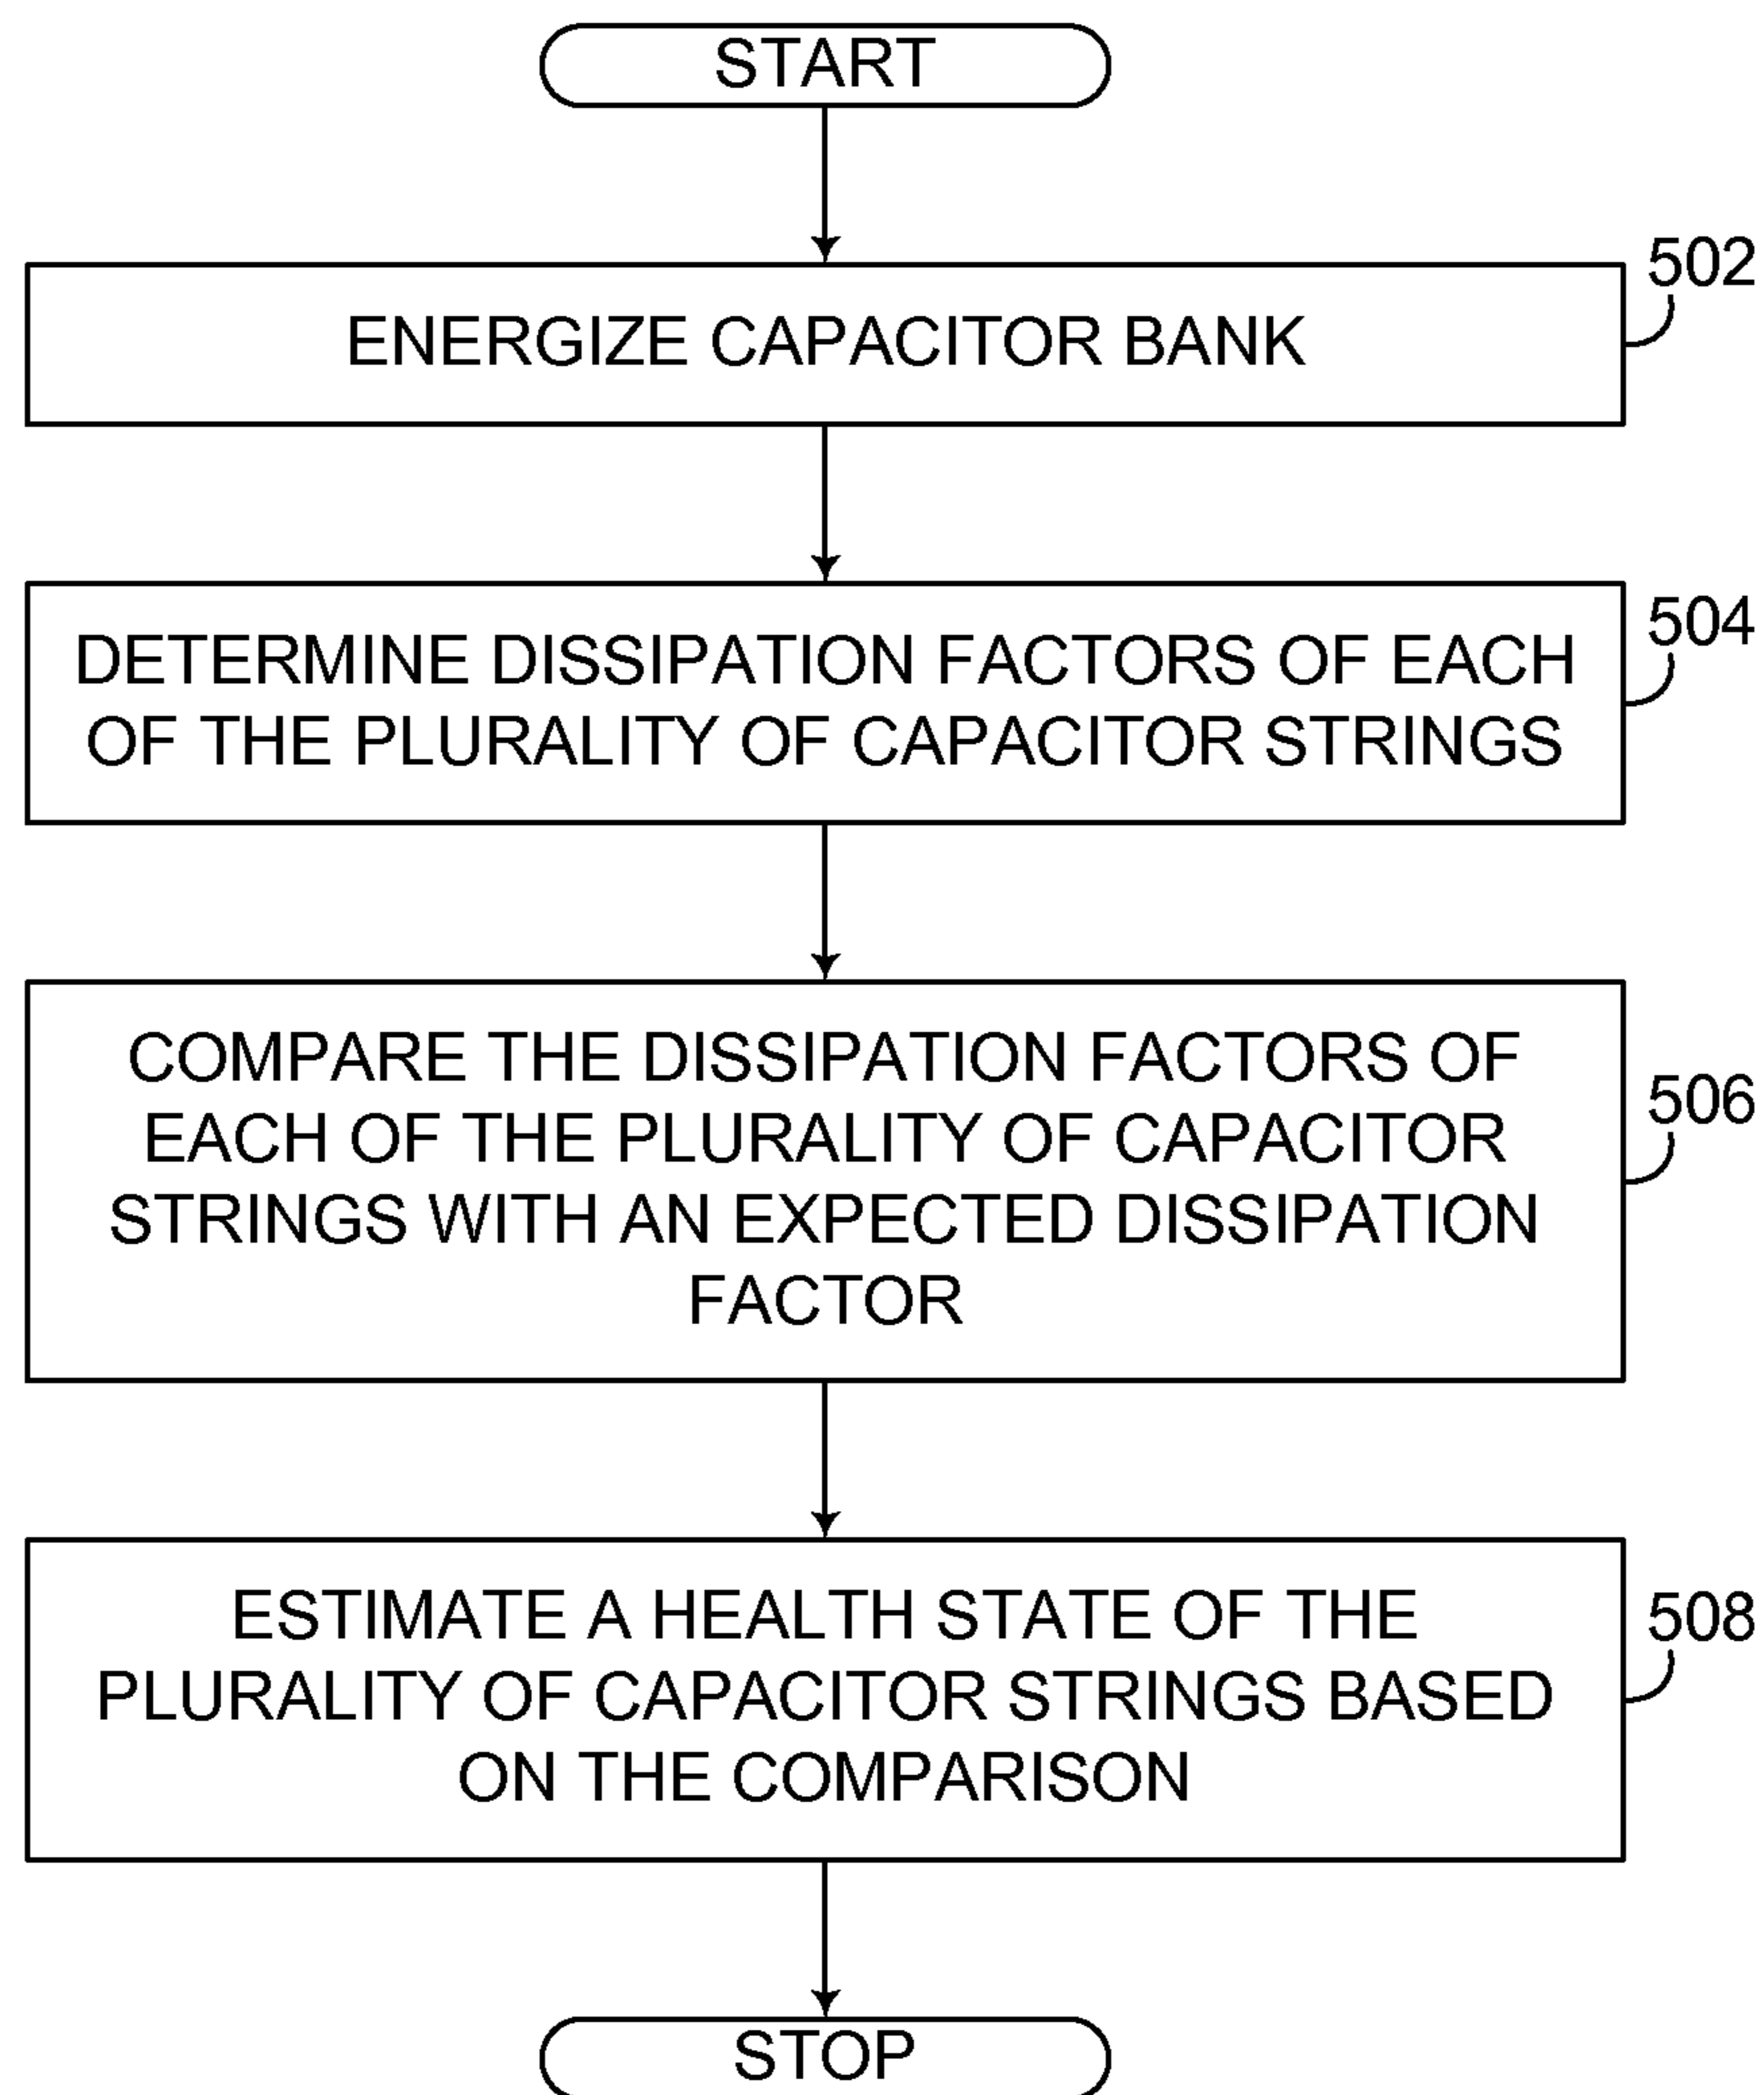 START
502
ENERGIZE CAPACITOR BANK
504
DETERMINE DISSIPATION FACTORS OF EACH
OF THE PLURALITY OF CAPACITOR STRINGS
506
COMPARE THE DISSIPATION FACTORS OF
EACH OF THE PLURALITY OF CAPACITOR
STRINGS WITH AN EXPECTED DISSIPATION
FACTOR
508
ESTIMATE A HEALTH STATE OF THE
PLURALITY OF CAPACITOR STRINGS BASED
ON THE COMPARISON
STOP